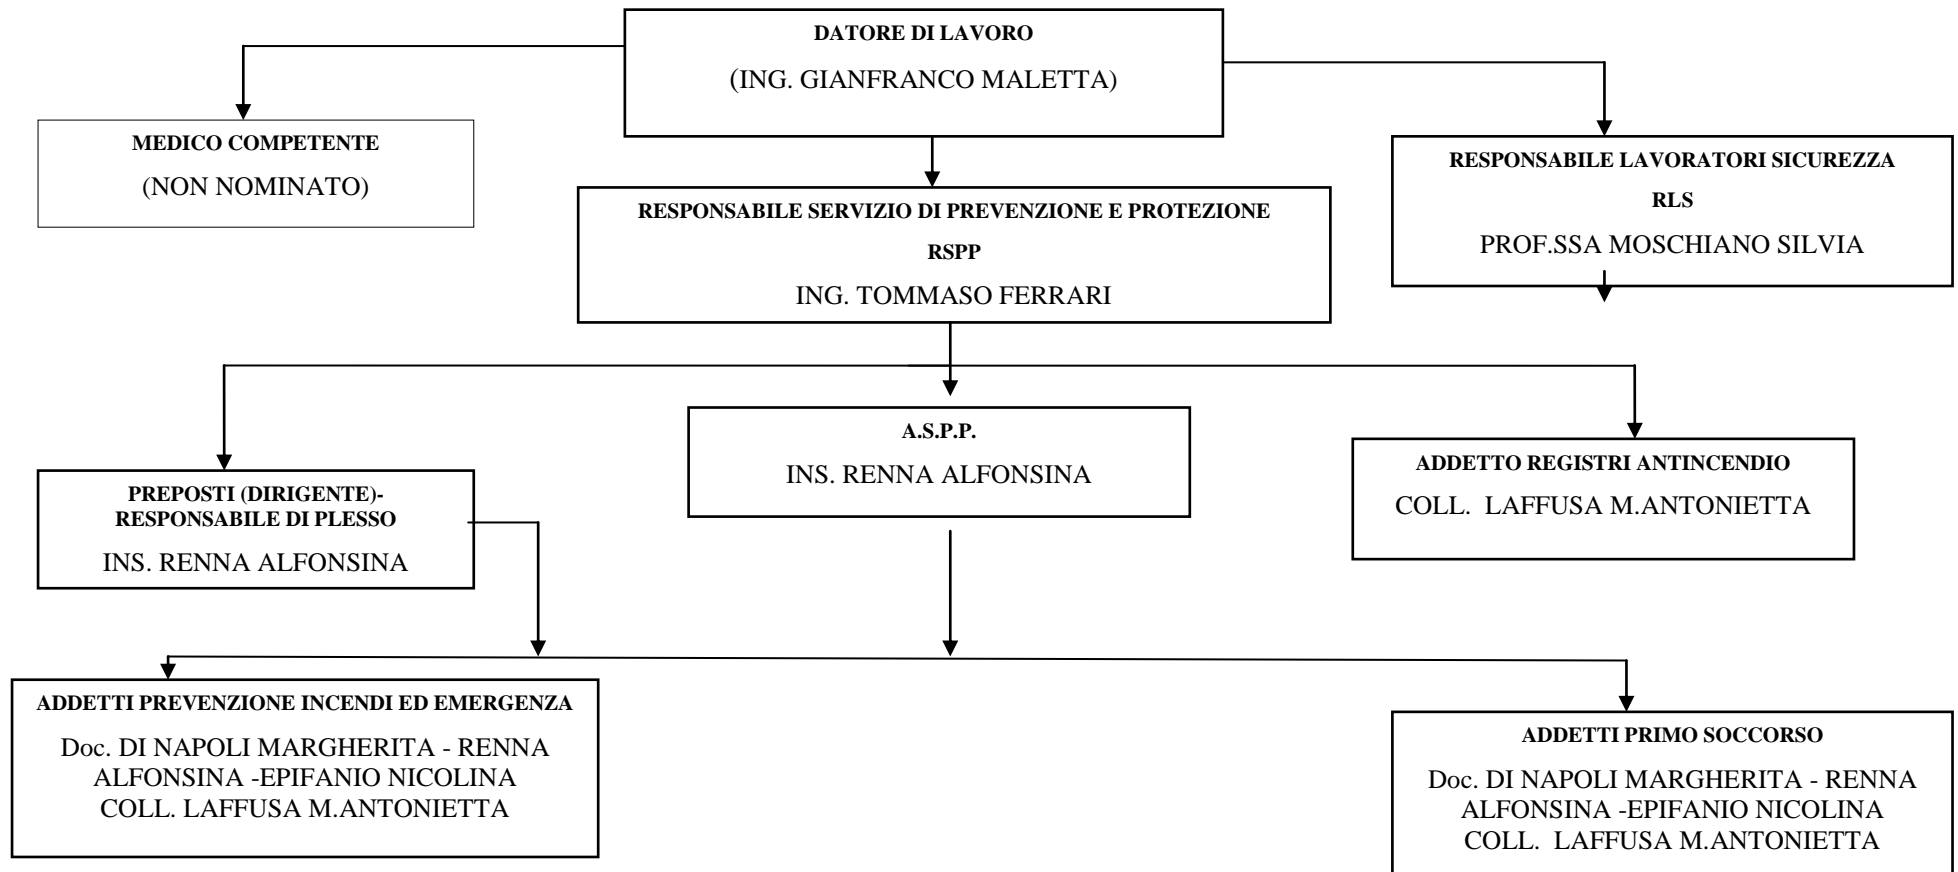 DATORE DI LAVORO
(ING. GIANFRANCO MALETTA)
MEDICO COMPETENTE
(NON NOMINATO)
RESPONSABILE LAVORATORI SICUREZZA
RLS
PROF.SSA MOSCHIANO SILVIA
RESPONSABILE SERVIZIO DI PREVENZIONE E PROTEZIONE
RSPP
ING. TOMMASO FERRARI
PREPOSTI (DIRIGENTE)-
RESPONSABILE DI PLESSO
INS. RENNA ALFONSINA
A.S.P.P.
INS. RENNA ALFONSINA
ADDETTO REGISTRI ANTINCENDIO
COLL. LAFFUSA M.ANTONIETTA
ADDETTI PREVENZIONE INCENDI ED EMERGENZA
Doc. DI NAPOLI MARGHERITA - RENNA
ALFONSINA -EPIFANIO NICOLINA
COLL. LAFFUSA M.ANTONIETTA
ADDETTI PRIMO SOCCORSO
Doc. DI NAPOLI MARGHERITA - RENNA
ALFONSINA -EPIFANIO NICOLINA
COLL. LAFFUSA M.ANTONIETTA